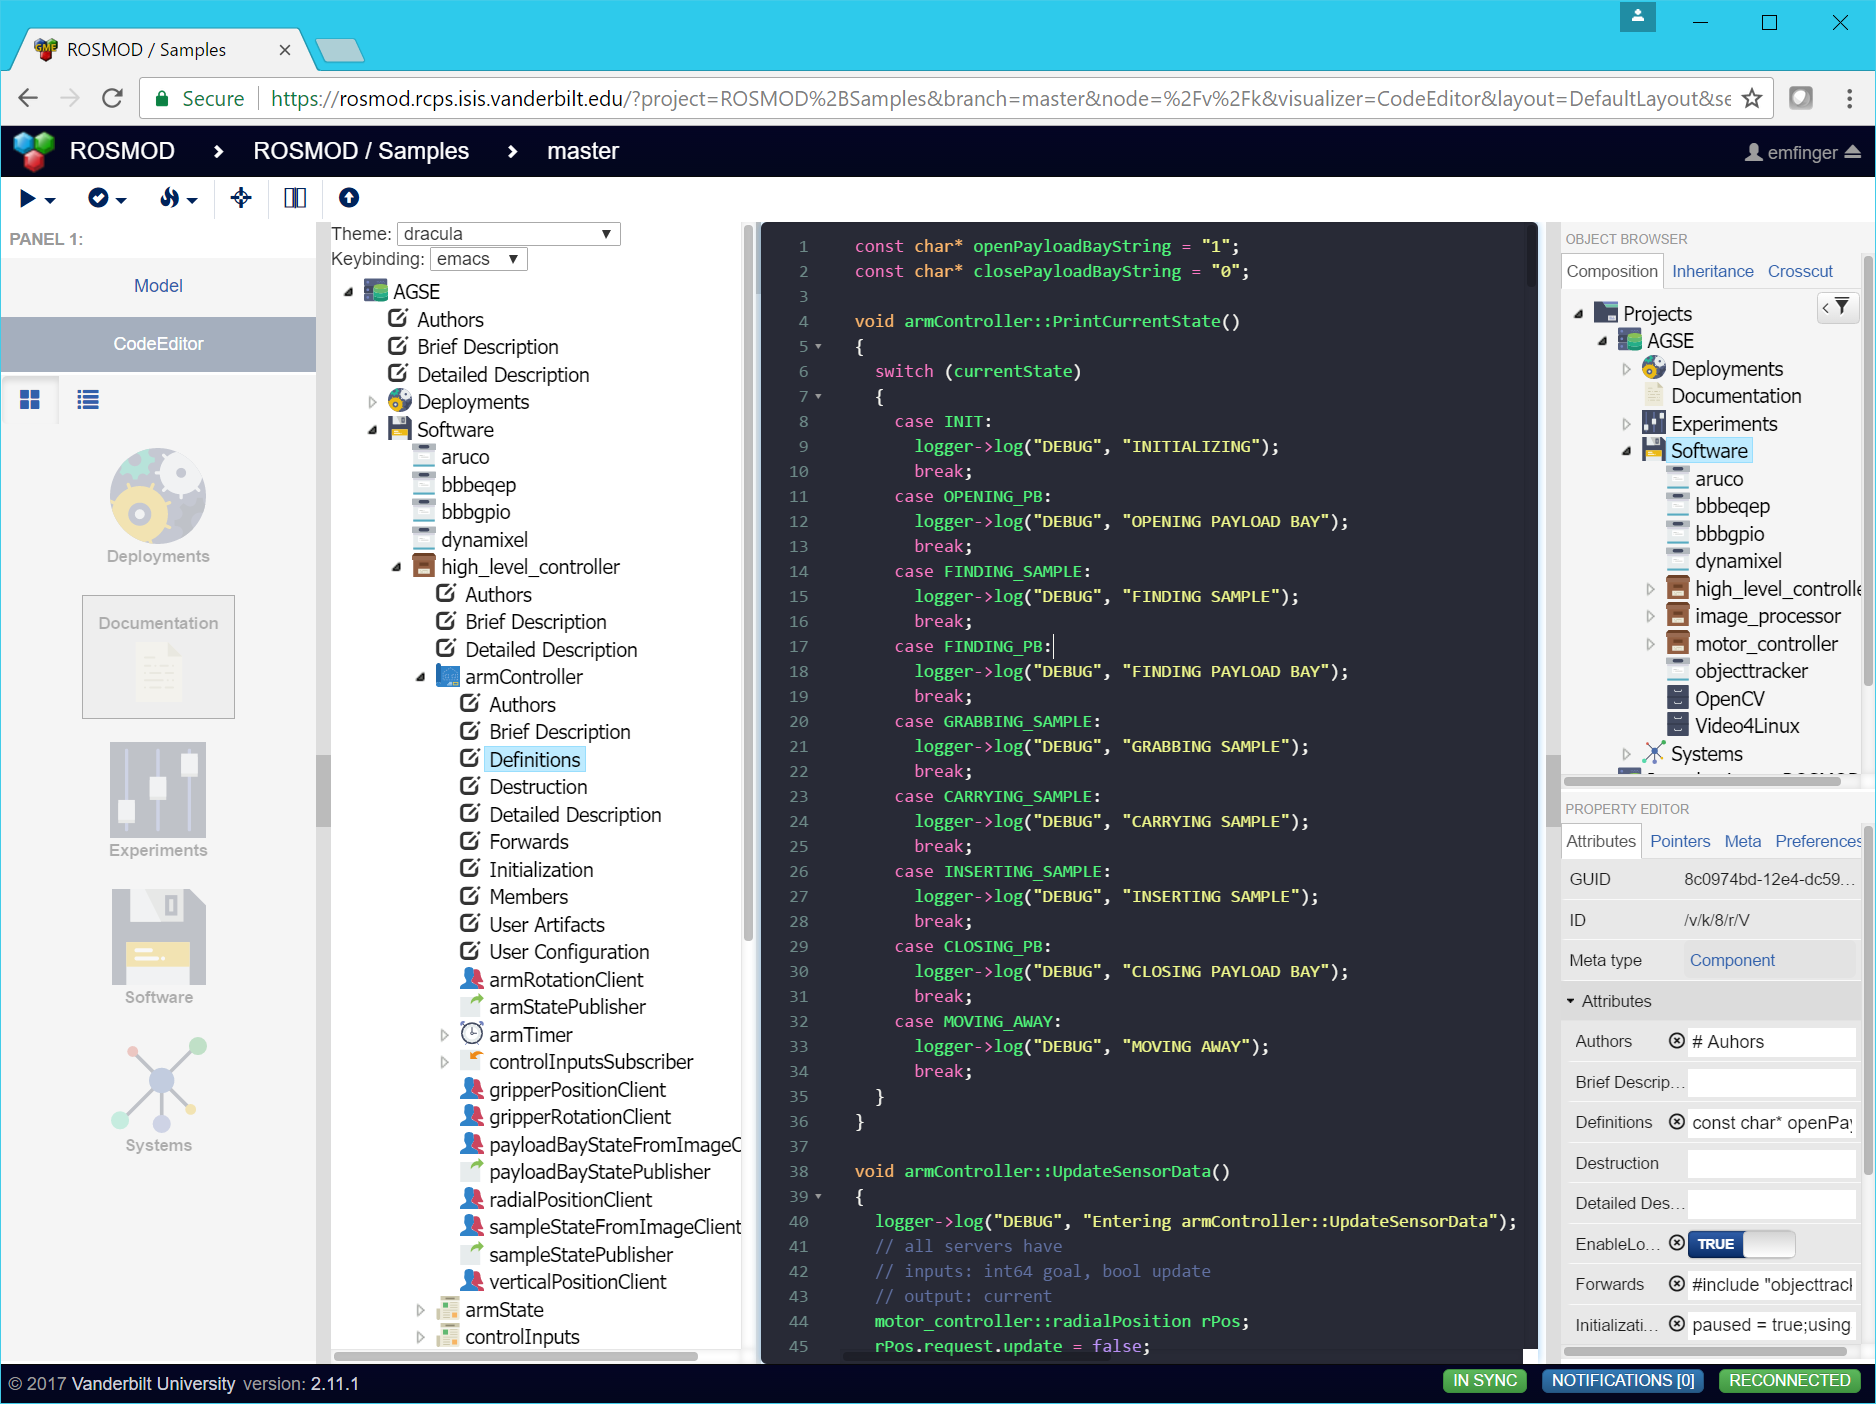 ROSMOD / Samples
Secure https://rosmod.rcps.isis.vanderbilt.edu/?project=ROSMOD%2BSamples&branch=master&node=%2Fv%2Fk&visualizer=CodeEditor&layout=DefaultLayout&se
ROSMOD ROSMOD / Samples master
emfinger
PANEL 1:
Model
CodeEditor
Deployments
Documentation
Experiments
Software
Systems
Theme: dracula
Keybinding: emacs
AGSE
Authors
Brief Description
Detailed Description
Deployments
Software
aruco
bbbeqep
bbbgpio
dynamixel
high_level_controller
Authors
Brief Description
Detailed Description
armController
Authors
Brief Description
Definitions
Destruction
Detailed Description
Forwards
Initialization
Members
User Artifacts
User Configuration
armRotationClient
armStatePublisher
armTimer
controlInputsSubscriber
gripperPositionClient
gripperRotationClient
payloadBayStateFromImageC
payloadBayStatePublisher
radialPositionClient
sampleStateFromImageClient
sampleStatePublisher
verticalPositionClient
armState
controlInputs
1 const char* openPayloadBayString = "1";
2 const char* closePayloadBayString = "0";
3
4 void armController::PrintCurrentState()
5 {
6 switch (currentState)
7 {
8 case INIT:
9 logger->log("DEBUG", "INITIALIZING");
10 break;
11 case OPENING_PB:
12 logger->log("DEBUG", "OPENING PAYLOAD BAY");
13 break;
14 case FINDING_SAMPLE:
15 logger->log("DEBUG", "FINDING SAMPLE");
16 break;
17 case FINDING_PB:
18 logger->log("DEBUG", "FINDING PAYLOAD BAY");
19 break;
20 case GRABBING_SAMPLE:
21 logger->log("DEBUG", "GRABBING SAMPLE");
22 break;
23 case CARRYING_SAMPLE:
24 logger->log("DEBUG", "CARRYING SAMPLE");
25 break;
26 case INSERTING_SAMPLE:
27 logger->log("DEBUG", "INSERTING SAMPLE");
28 break;
29 case CLOSING_PB:
30 logger->log("DEBUG", "CLOSING PAYLOAD BAY");
31 break;
32 case MOVING_AWAY:
33 logger->log("DEBUG", "MOVING AWAY");
34 break;
35 }
36 }
37
38 void armController::UpdateSensorData()
39 {
40 logger->log("DEBUG", "Entering armController::UpdateSensorData");
41 // all servers have
42 // inputs: int64 goal, bool update
43 // output: current
44 motor_controller::radialPosition rPos;
45 rPos.request.update = false;
OBJECT BROWSER
Composition Inheritance Crosscut
Projects
AGSE
Deployments
Documentation
Experiments
Software
aruco
bbbeqep
bbbgpio
dynamixel
high_level_controlle
image_processor
motor_controller
objecttracker
OpenCV
Video4Linux
Systems
PROPERTY EDITOR
Attributes Pointers Meta Preferences
GUID 8c0974bd-12e4-dc59...
ID /v/k/8/r/V
Meta type Component
Attributes
Authors # Auhors
Brief Descrip...
Definitions const char* openPay
Destruction
Detailed Des...
EnableLo... TRUE
Forwards #include "objecttrack
Initializati... paused = true;using
© 2017 Vanderbilt University version: 2.11.1
IN SYNC NOTIFICATIONS [0] RECONNECTED